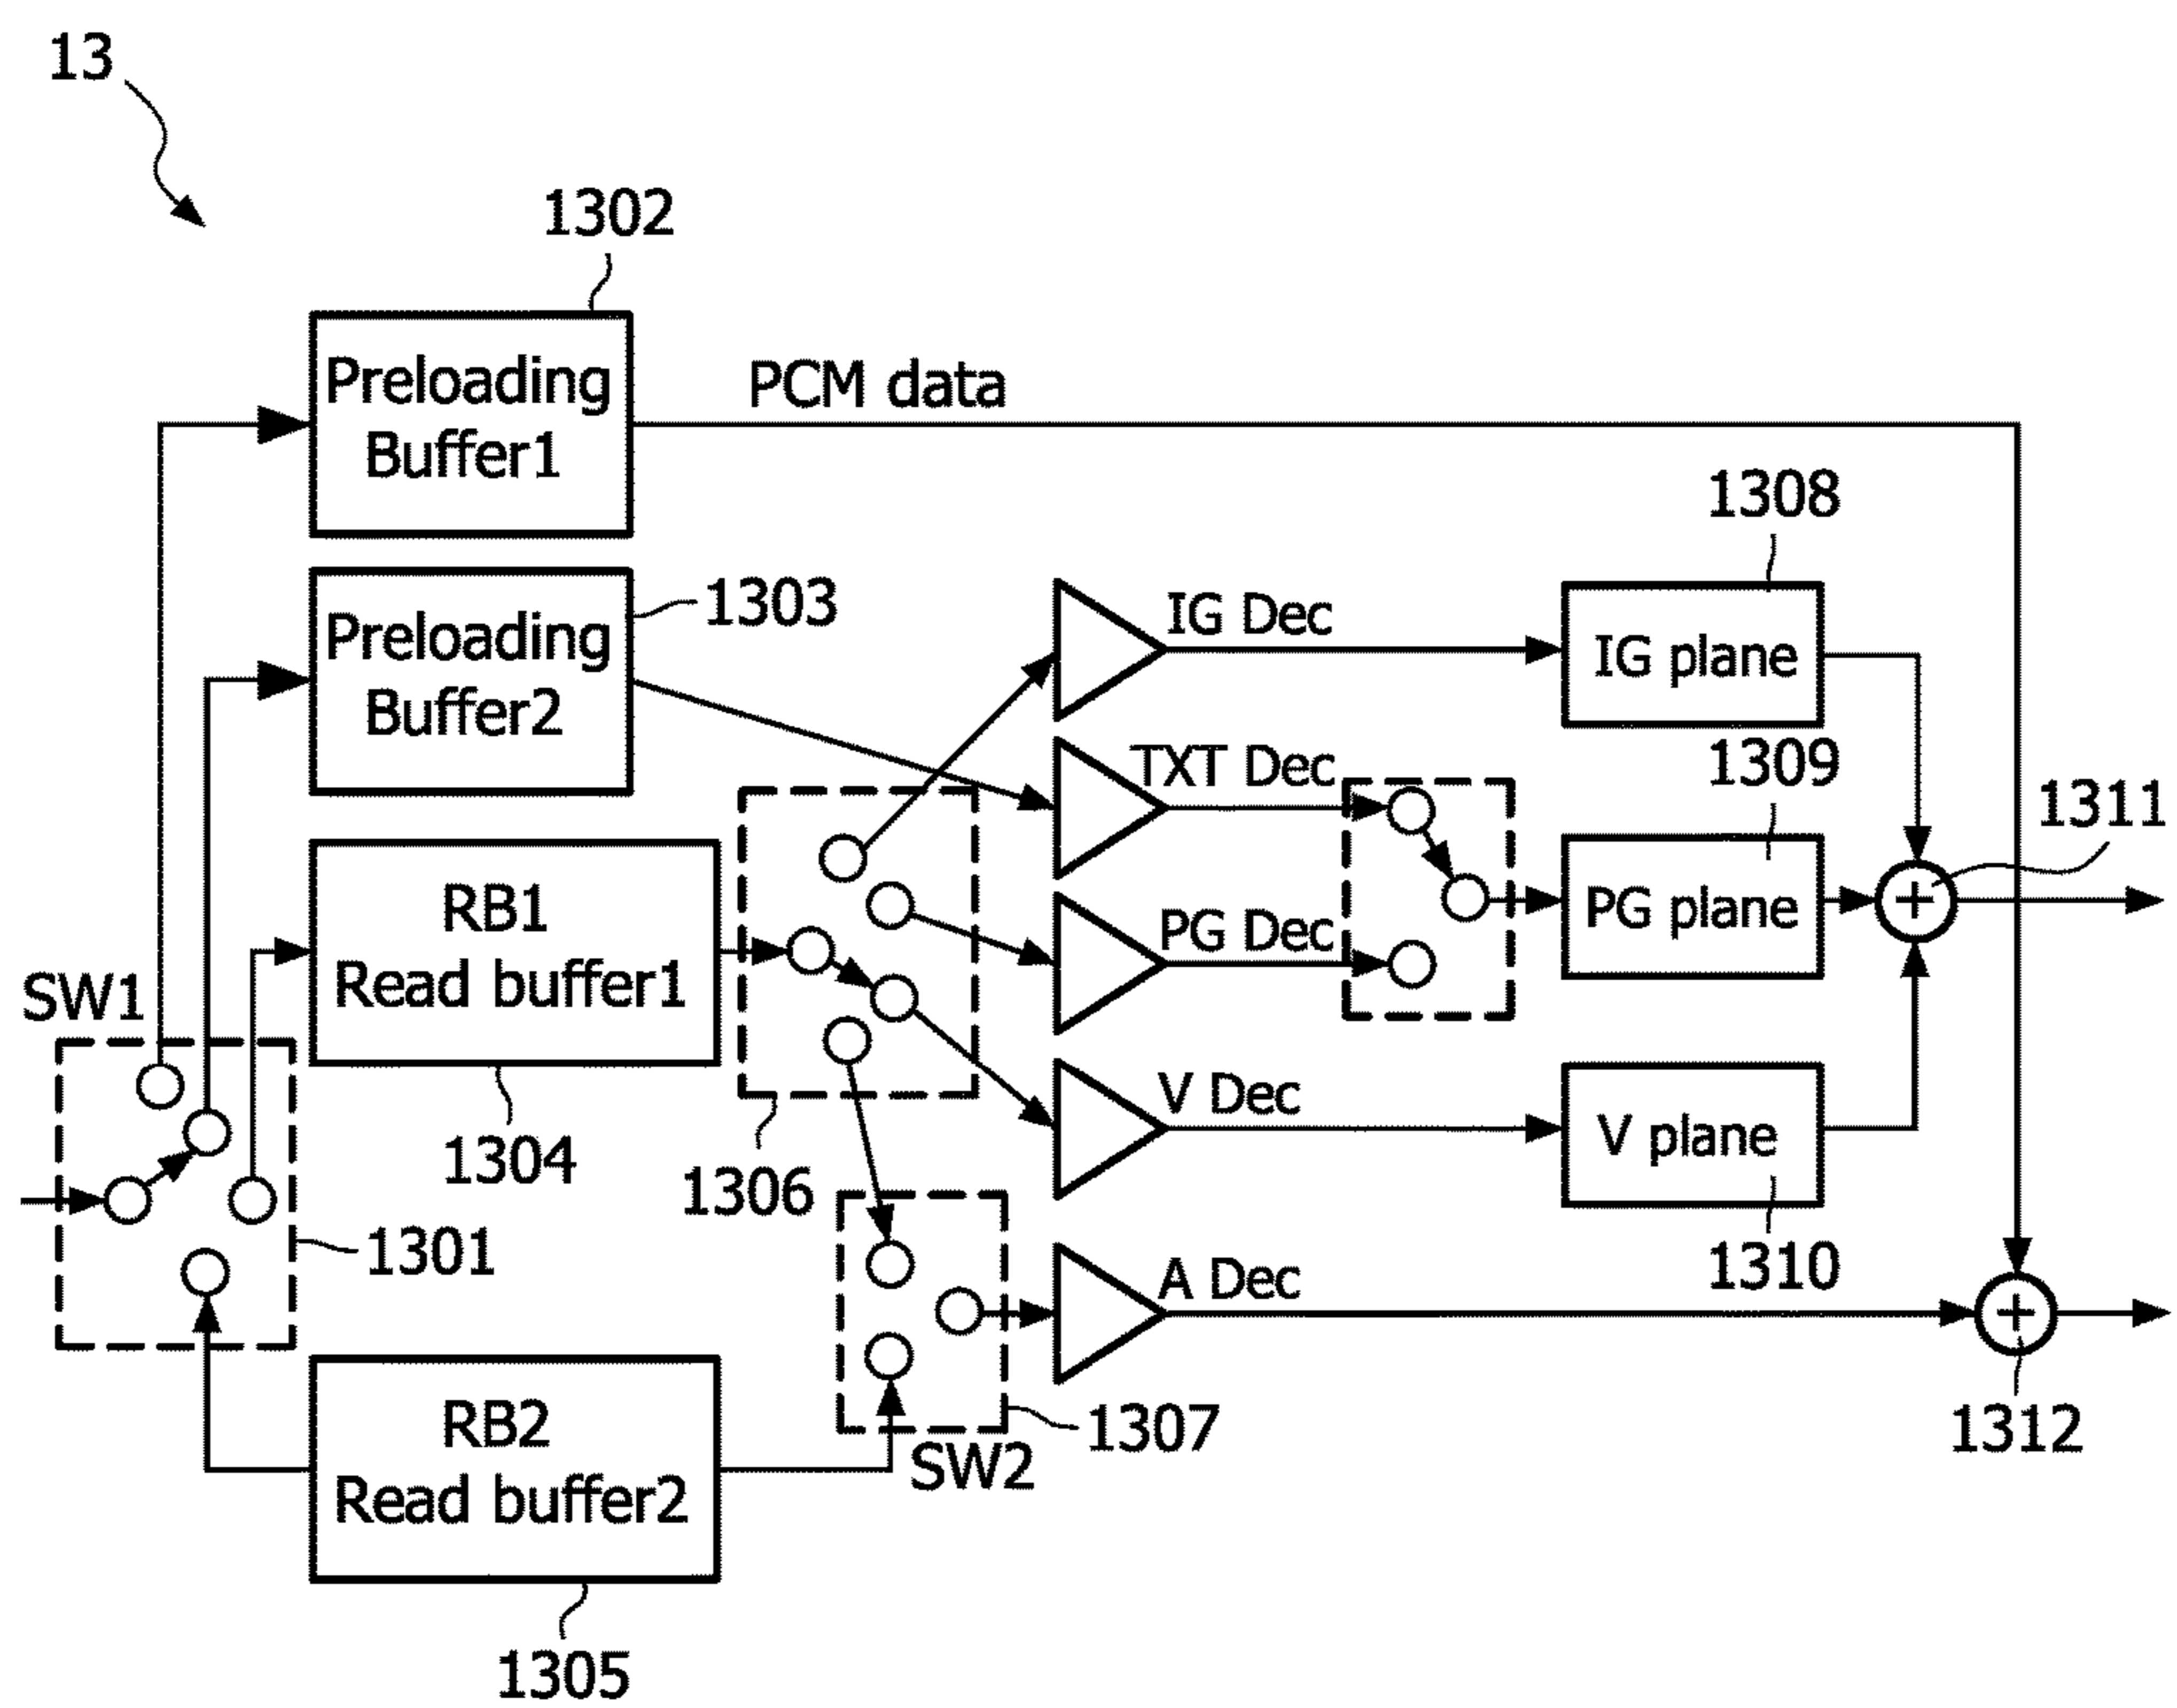 13
1302
Preloading
Buffer1
PCM data
1308
1303
Preloading
Buffer2
IG Dec
IG plane
TXT Dec
1309
1311
RB1
Read buffer1
PG Dec
PG plane
+
SW1
1304
1306
V Dec
V plane
1301
1310
A Dec
+
RB2
Read buffer2
1307
SW2
1312
1305